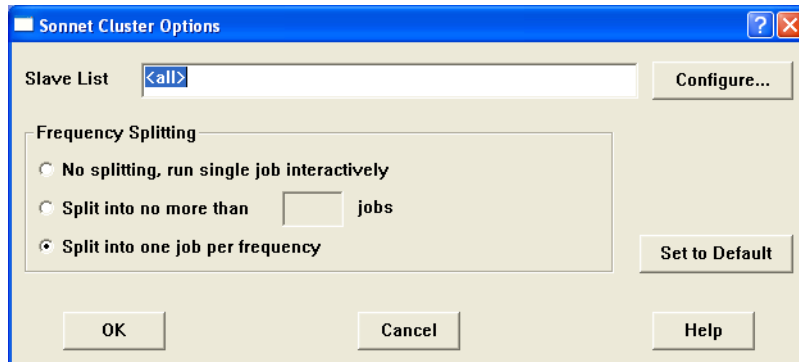 Sonnet Cluster Options
Slave List <all> Configure...
Frequency Splitting
No splitting, run single job interactively
Split into no more than jobs
Split into one job per frequency
Set to Default
OK Cancel Help